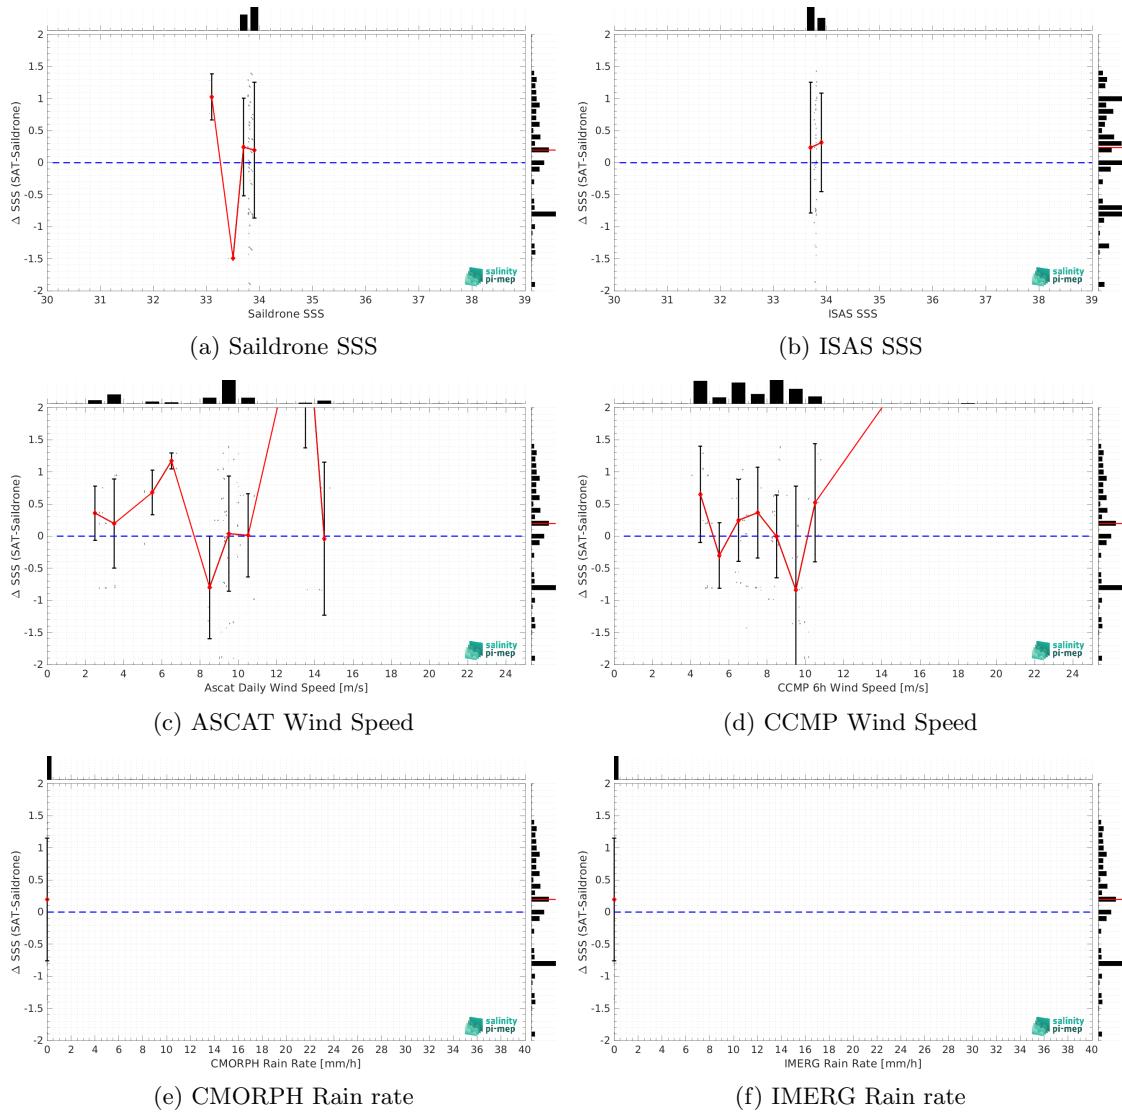 2
1.5
1
0.5
0
-0.5
-1
-1.5
-2
Δ SSS (SAT-Saildrone)
30 31 32 33 34 35 36 37 38 39
Saildrone SSS
salinity
pi-mep
(a) Saildrone SSS
2
1.5
1
0.5
0
-0.5
-1
-1.5
-2
Δ SSS (SAT-Saildrone)
30 31 32 33 34 35 36 37 38 39
ISAS SSS
salinity
pi-mep
(b) ISAS SSS
2
1.5
1
0.5
0
-0.5
-1
-1.5
-2
Δ SSS (SAT-Saildrone)
0 2 4 6 8 10 12 14 16 18 20 22 24
Ascat Daily Wind Speed [m/s]
salinity
pi-mep
(c) ASCAT Wind Speed
2
1.5
1
0.5
0
-0.5
-1
-1.5
-2
Δ SSS (SAT-Saildrone)
0 2 4 6 8 10 12 14 16 18 20 22 24
CCMP 6h Wind Speed [m/s]
salinity
pi-mep
(d) CCMP Wind Speed
2
1.5
1
0.5
0
-0.5
-1
-1.5
-2
Δ SSS (SAT-Saildrone)
0 2 4 6 8 10 12 14 16 18 20 22 24 26 28 30 32 34 36 38 40
CMORPH Rain Rate [mm/h]
salinity
pi-mep
(e) CMORPH Rain rate
2
1.5
1
0.5
0
-0.5
-1
-1.5
-2
Δ SSS (SAT-Saildrone)
0 2 4 6 8 10 12 14 16 18 20 22 24 26 28 30 32 34 36 38 40
IMERG Rain Rate [mm/h]
salinity
pi-mep
(f) IMERG Rain rate